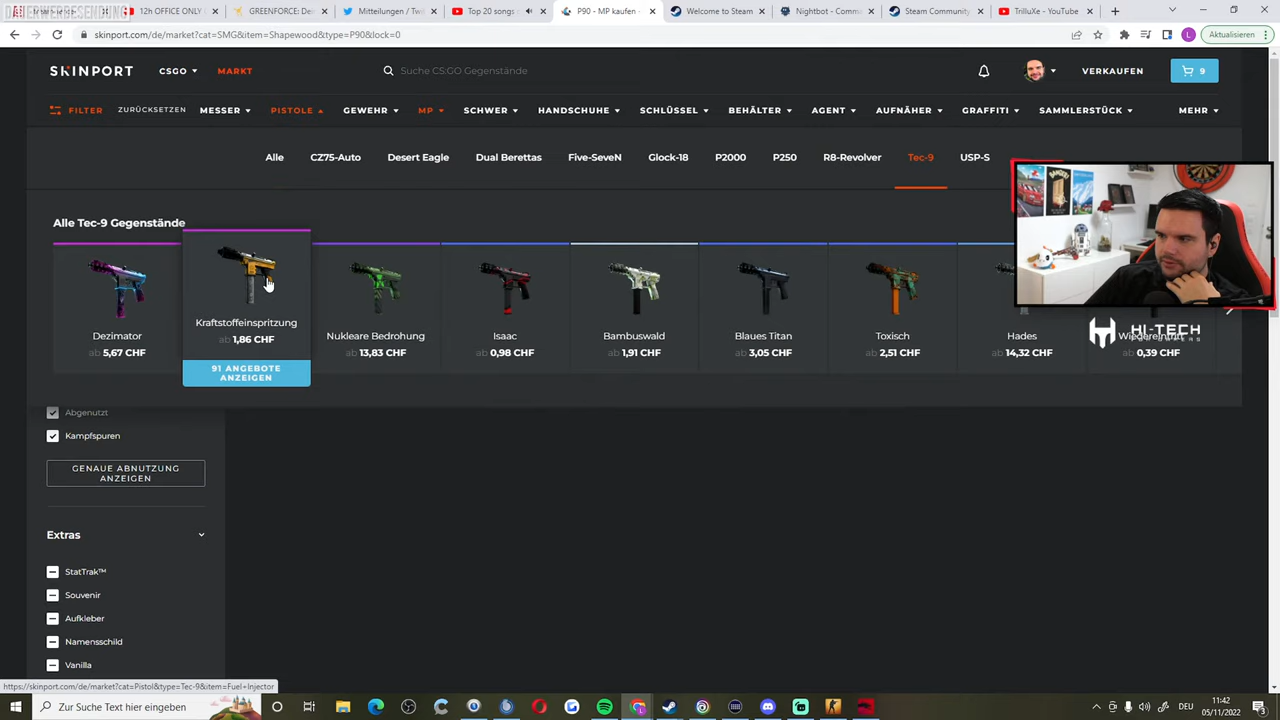 DAUERWERBESENDUNG
12h OFFICE ONLY
GREENFORCE: De
Mitteilungen / Twi
Top 20 songs
P90 - MP kaufen
Welcome to Steam
Nightbot - Commu
Steam Community
TrilluXe - YouTube
skinport.com/de/market?cat=SMG&item=Shapewood&type=P90&lock=0
L
Aktualisieren
SKINPORT
CSGO
MARKT
Suche CS:GO Gegenstände
VERKAUFEN
9
FILTER
ZURÜCKSETZEN
MESSER
PISTOLE
GEWEHR
MP
SCHWER
HANDSCHUHE
SCHLÜSSEL
BEHÄLTER
AGENT
AUFNÄHER
GRAFFITI
SAMMLERSTÜCK
MEHR
Alle
CZ75-Auto
Desert Eagle
Dual Berettas
Five-SeveN
Glock-18
P2000
P250
R8-Revolver
Tec-9
USP-S
Alle Tec-9 Gegenstände
Dezimator
ab 5,67 CHF
Kraftstoffeinspritzung
ab 1,86 CHF
91 ANGEBOTE
ANZEIGEN
Nukleare Bedrohung
ab 13,83 CHF
Isaac
ab 0,98 CHF
Bambuswald
ab 1,91 CHF
Blaues Titan
ab 3,05 CHF
Toxisch
ab 2,51 CHF
Hades
ab 14,32 CHF
ab 0,39 CHF
HI-TECH
Abgenutzt
Kampfspuren
GENAUE ABNUTZUNG
ANZEIGEN
Extras
StatTrak™
Souvenir
Aufkleber
Namensschild
Vanilla
https://skinport.com/de/market?cat=Pistol&type=Tec-9&item=Fuel+Injector
Zur Suche Text hier eingeben
DEU
11:42
05/11/2022